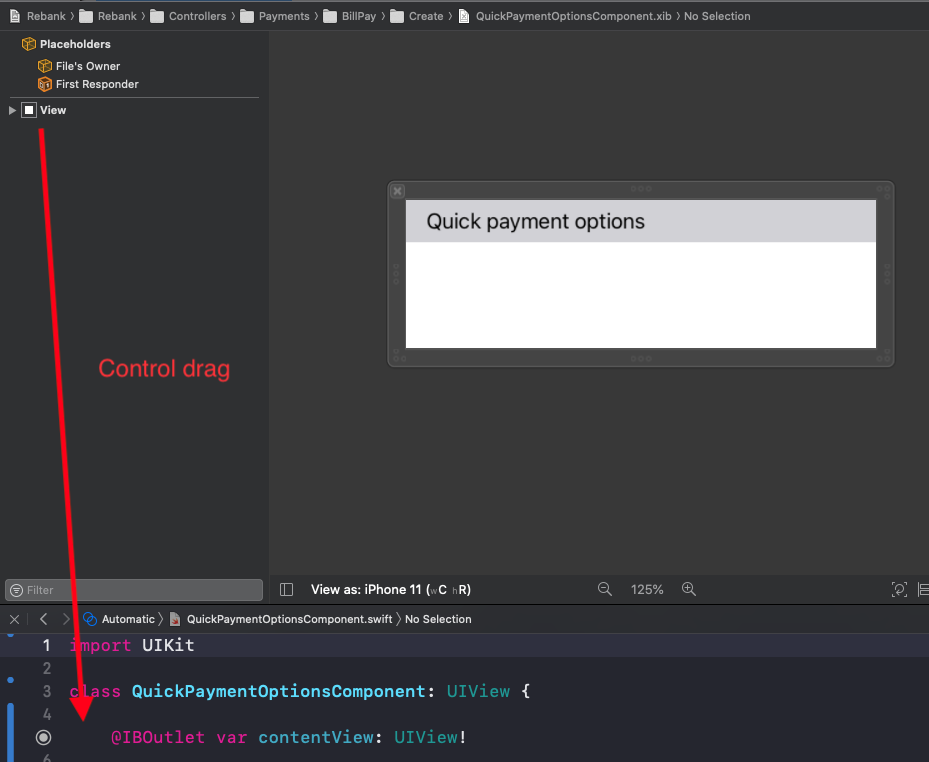 Rebank 〉 Rebank 〉 Controllers 〉 Payments 〉 BillPay 〉 Create 〉 QuickPaymentOptionsComponent.xib 〉 No Selection
Placeholders
File's Owner
First Responder
View
Quick payment options
Control drag
Filter
View as: iPhone 11 (wC hR)
125%
Automatic 〉 QuickPaymentOptionsComponent.swift 〉 No Selection
1 import UIKit
2
3 class QuickPaymentOptionsComponent: UIView {
4
@IBOutlet var contentView: UIView!
6